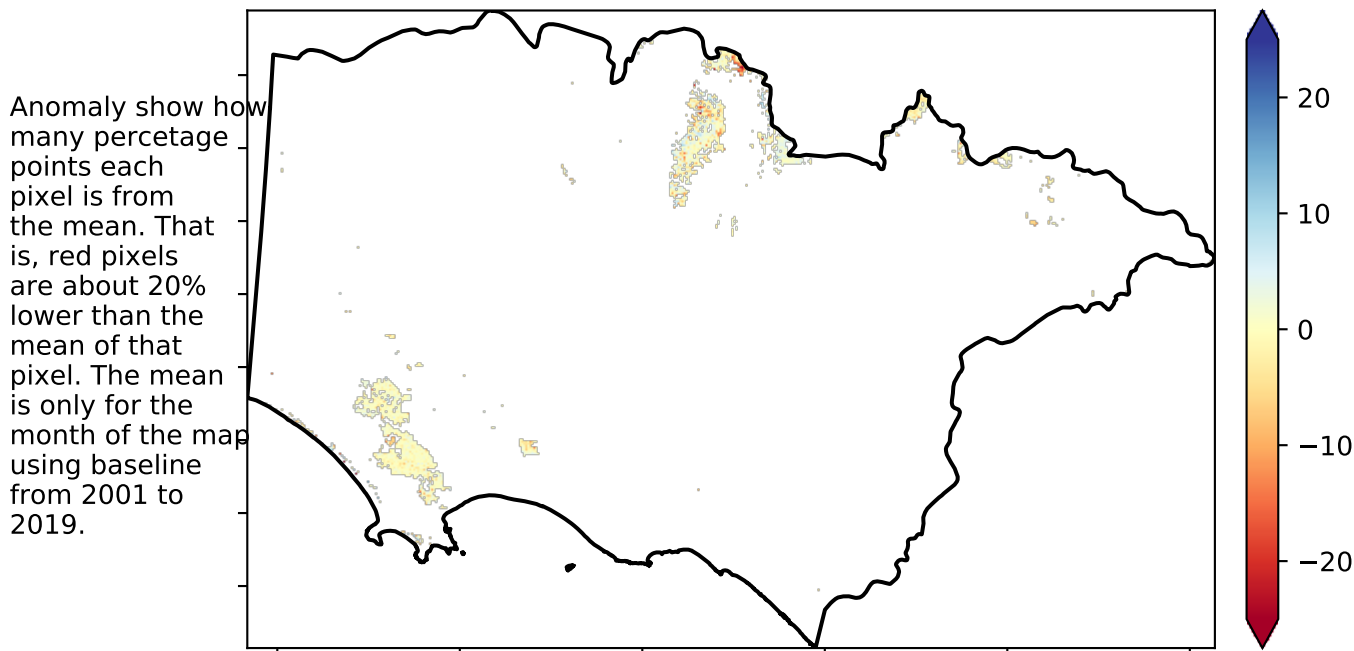 Anomaly show how
many percetage
points each
pixel is from
the mean. That
is, red pixels
are about 20%
lower than the
mean of that
pixel. The mean
is only for the
month of the map
using baseline
from 2001 to
2019.
20
10
0
−10
−20